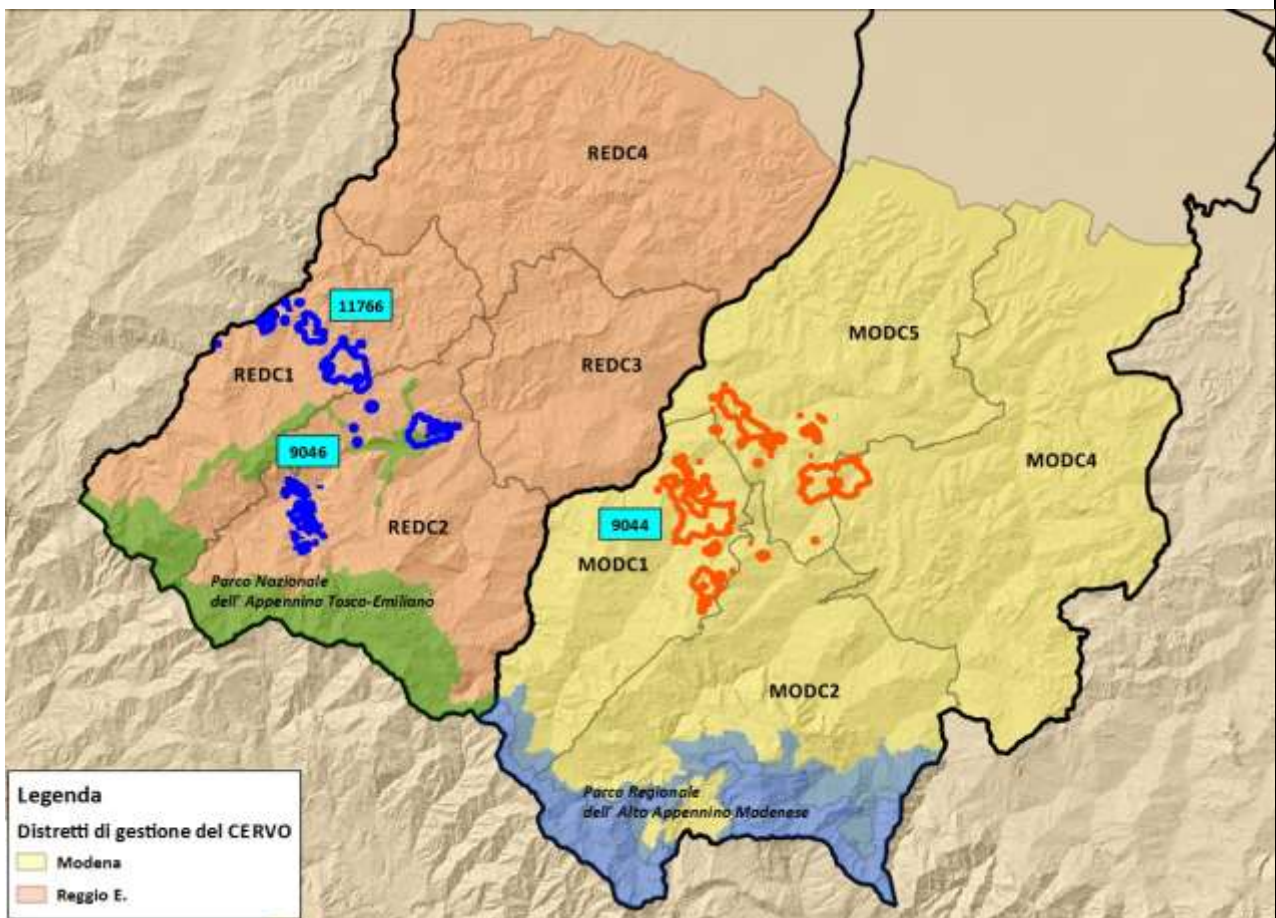 REDC4
11766
MODC5
REDC1
REDC3
9046
MODC4
REDC2
9044
MODC1
Parco Nazionale
dell' Appennino Tosco-Emiliano
MODC2
Parco Regionale
dell' Alto Appennino Modenese
Legenda
Distretti di gestione del CERVO
Modena
Reggio E.